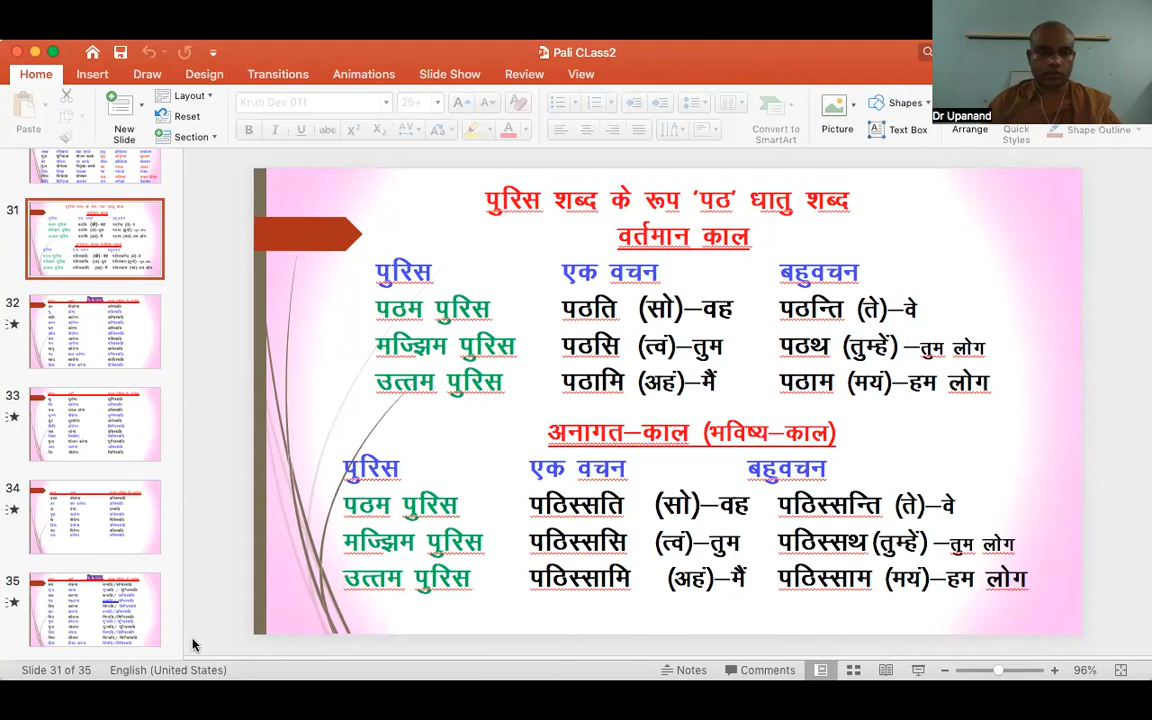 Pali CLass2
Home Insert Draw Design Transitions Animations Slide Show Review View
Paste
New Slide
Layout
Reset
Section
Kruti Dev 011 25+
Convert to SmartArt
Picture
Shapes
Text Box
Arrange
Quick Styles
Shape Outline
Dr Upanand
31
32
33
34
35
पुरिस शब्द के रूप 'पठ' धातु शब्द
वर्तमान काल
पुरिस एक वचन बहुवचन
पठम पुरिस पठति (सो)–वह पठन्ति (ते)–वे
मज्झिम पुरिस पठसि (त्वं)–तुम पठथ (तुम्हें) –तुम लोग
उत्तम पुरिस पठामि (अहं)–मैं पठाम (मयं)–हम लोग
अनागत–काल (भविष्य–काल)
पुरिस एक वचन बहुवचन
पठम पुरिस पठिस्सति (सो)–वह पठिस्सन्ति (ते)–वे
मज्झिम पुरिस पठिस्ससि (त्वं)–तुम पठिस्सथ (तुम्हें) –तुम लोग
उत्तम पुरिस पठिस्सामि (अहं)–मैं पठिस्साम (मयं)–हम लोग
Slide 31 of 35 English (United States) Notes Comments 96%